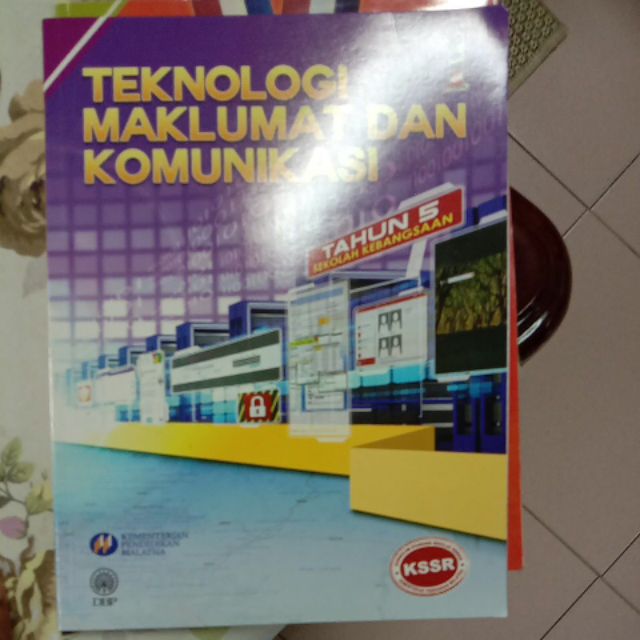 TEKNOLOGI
MAKLUMAT DAN
KOMUNIKASI
TAHUN 5
SEKOLAH KEBANGSAAN
KEMENTERIAN
PENDIDIKAN
MALAYSIA
DBP
KSSR